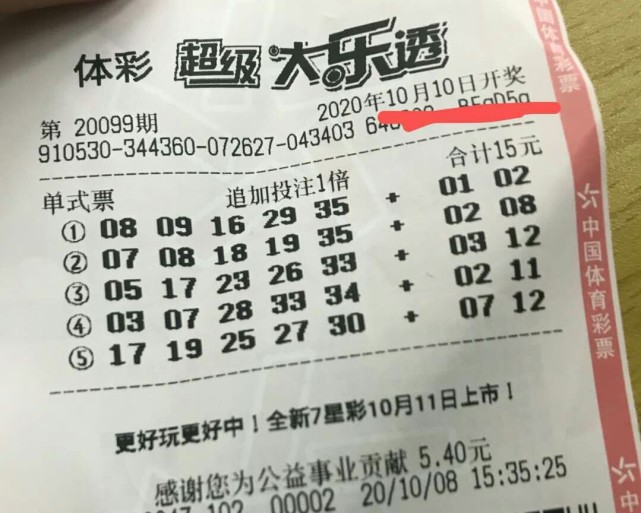 体彩 超级大乐透
第 20099期 2020年10月10日开奖
910530-344360-072627-043403
单式票 追加投注1倍 合计15元
① 08 09 16 29 35 + 01 02
② 07 08 18 19 35 + 02 08
③ 05 17 23 26 33 + 03 12
④ 03 07 28 33 34 + 02 11
⑤ 17 19 25 27 30 + 07 12
更好玩更好中！全新7星彩10月11日上市！
感谢您为公益事业贡献 5.40元
102 00002 20/10/08 15:35:25
中国体育彩票
中国体育彩票
中